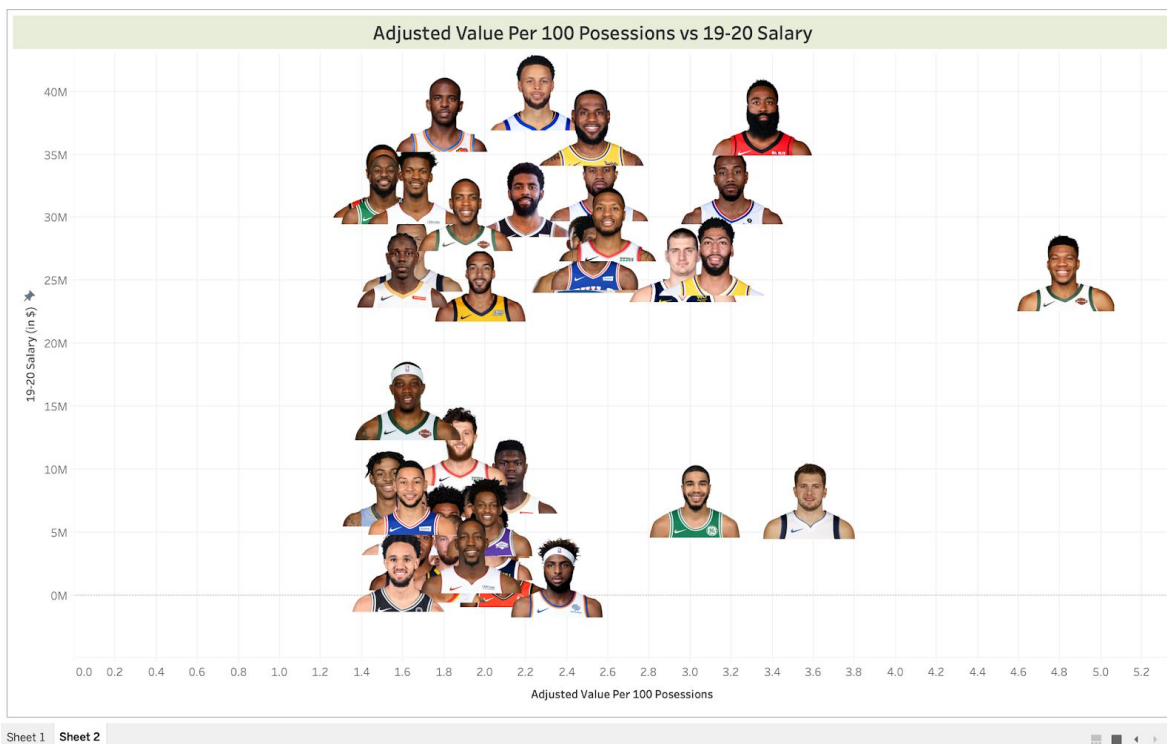 Adjusted Value Per 100 Posessions vs 19-20 Salary
40M
35M
30M
25M
20M
15M
10M
5M
0M
19-20 Salary (in $)
0.0 0.2 0.4 0.6 0.8 1.0 1.2 1.4 1.6 1.8 2.0 2.2 2.4 2.6 2.8 3.0 3.2 3.4 3.6 3.8 4.0 4.2 4.4 4.6 4.8 5.0 5.2
Adjusted Value Per 100 Posessions
Sheet 1 Sheet 2